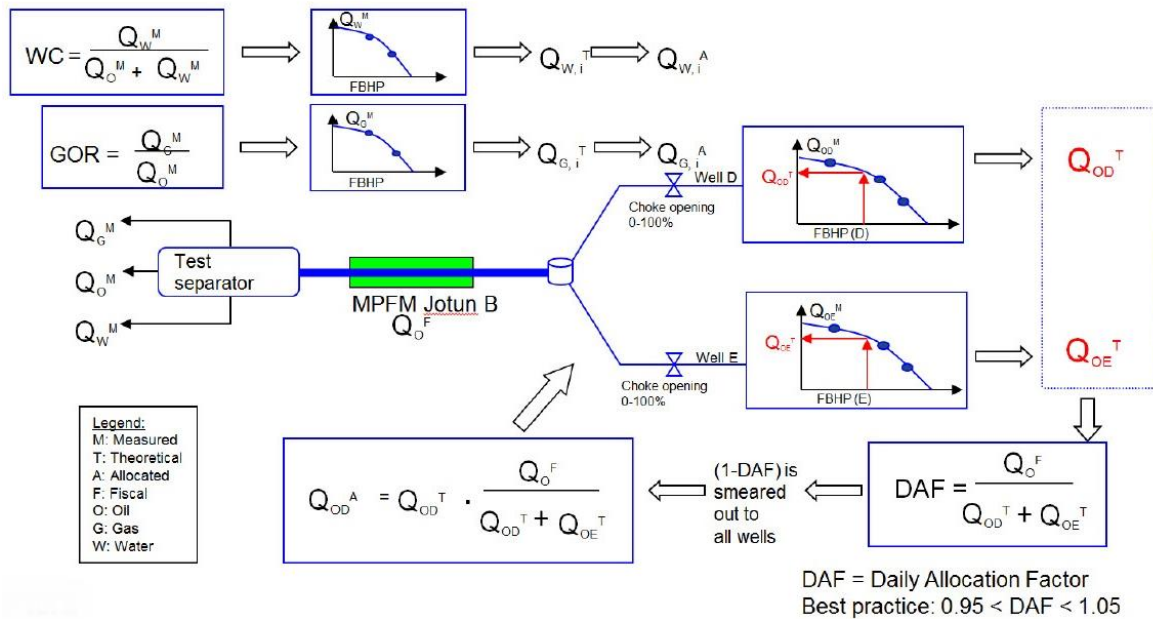 WC = Q_W^M / (Q_O^M + Q_W^M)
Q_W^M
FBHP
Q_W,i^T
Q_W,i^A
GOR = Q_G^M / Q_O^M
Q_O^M
FBHP
Q_G,i^T
Q_G,i^A
Well D
Choke opening
0-100%
Q_OD^M
Q_OD^T
FBHP (D)
Q_OD^T
Q_G^M
Q_O^M
Q_W^M
Test
separator
MPFM Jotun B
Q_O^F
Well E
Choke opening
0-100%
Q_OE^M
Q_OE^T
FBHP (E)
Q_OE^T
Legend:
M: Measured
T: Theoretical
A: Allocated
F: Fiscal
O: Oil
G: Gas
W: Water
Q_OD^A = Q_OD^T · Q_O^F / (Q_OD^T + Q_OE^T)
(1-DAF) is
smeared
out to
all wells
DAF = Q_O^F / (Q_OD^T + Q_OE^T)
DAF = Daily Allocation Factor
Best practice: 0.95 < DAF < 1.05